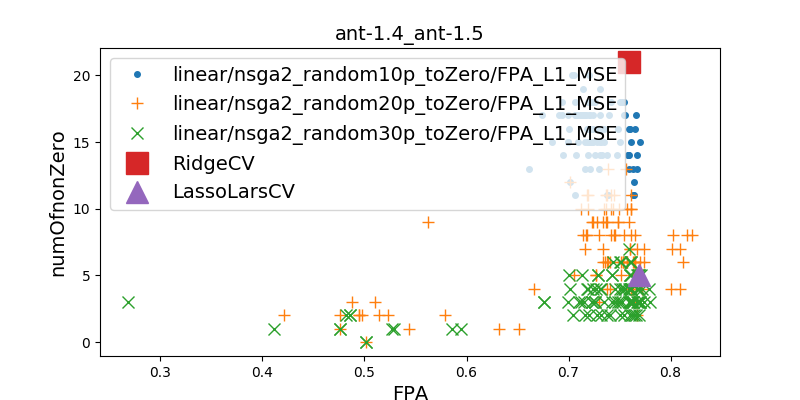 ant-1.4_ant-1.5
linear/nsga2_random10p_toZero/FPA_L1_MSE
linear/nsga2_random20p_toZero/FPA_L1_MSE
linear/nsga2_random30p_toZero/FPA_L1_MSE
RidgeCV
LassoLarsCV
numOfnonZero
20
15
10
5
0
0.3 0.4 0.5 0.6 0.7 0.8
FPA